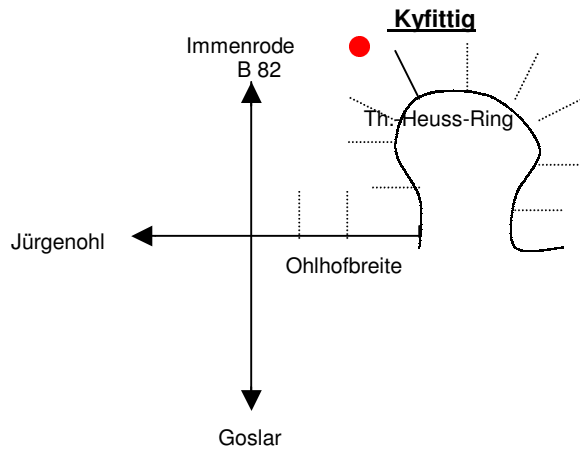 Kyfittig
Immenrode
B 82
Th.-Heuss-Ring
Jürgenohl
Ohlhofbreite
Goslar